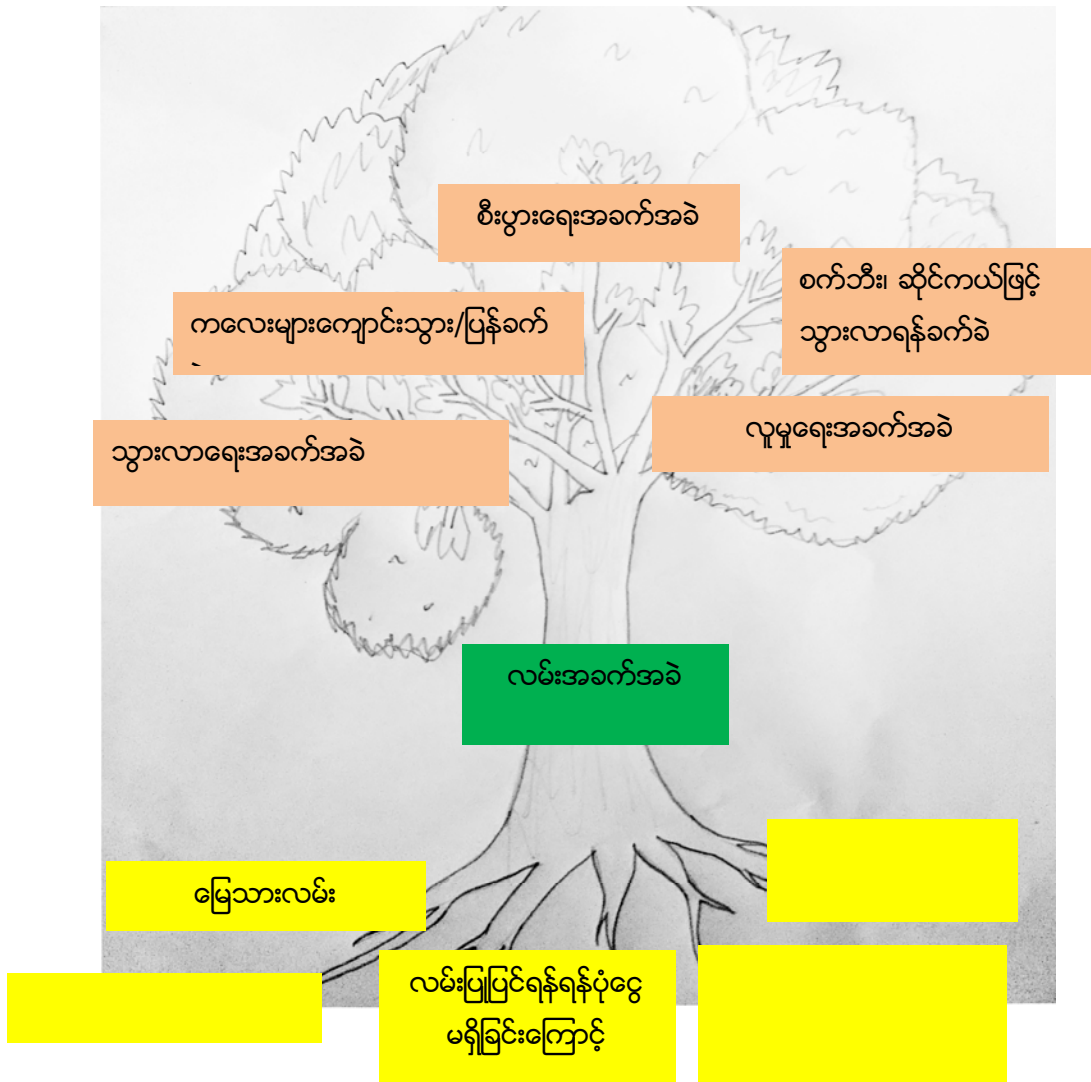 စီးပွားရေးအခက်အခဲ
စက်ဘီး၊ ဆိုင်ကယ်ဖြင့်
သွားလာရန်ခက်ခဲ
ကလေးများကျောင်းသွား/ပြန်ခက်
လူမှုရေးအခက်အခဲ
သွားလာရေးအခက်အခဲ
လမ်းအခက်အခဲ
မြေသားလမ်း
လမ်းပြုပြင်ရန်ရန်ပုံငွေ
မရှိခြင်းကြောင့်